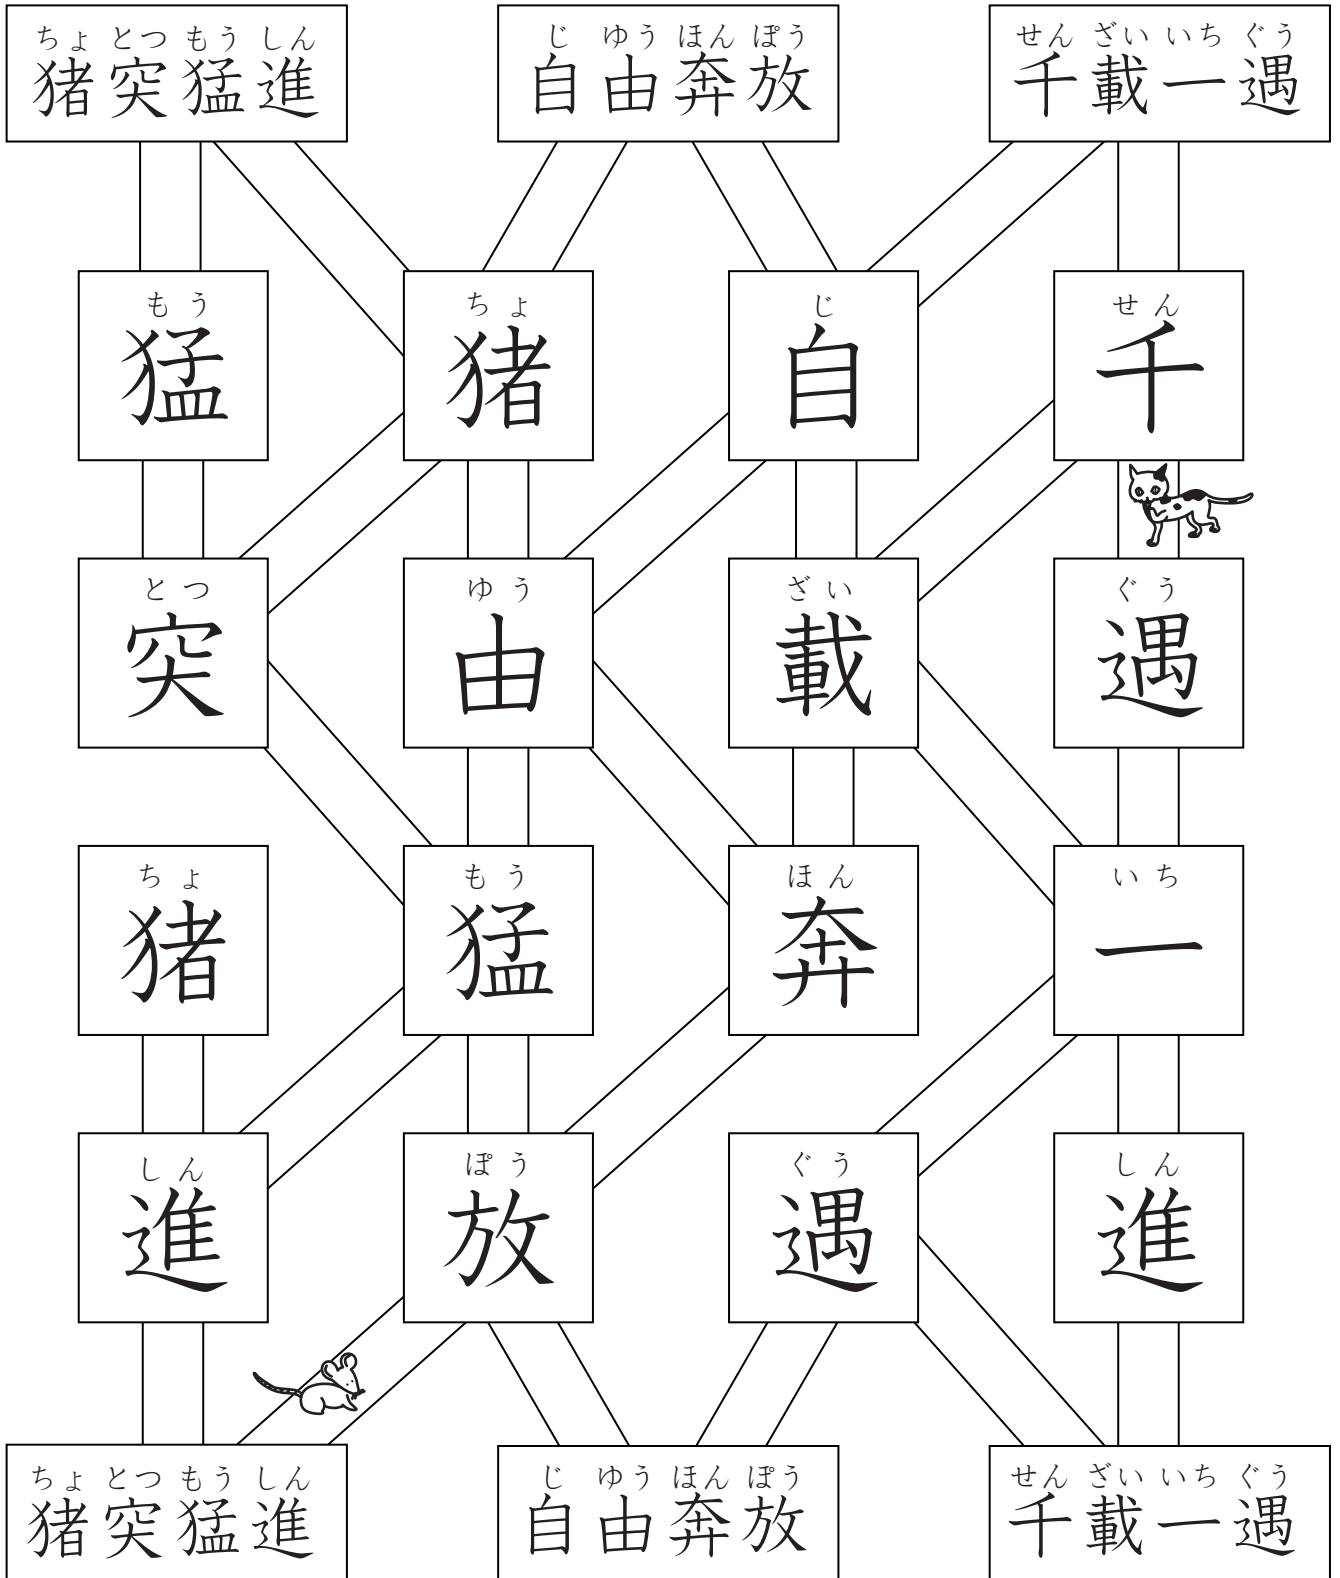 ちょ とつ もう しん
猪突猛進
じ ゆう ほん ぽう
自由奔放
せん ざい いち ぐう
千載一遇
もう
猛
ちょ
猪
じ
自
せん
千
とつ
突
ゆう
由
ざい
載
ぐう
遇
ちょ
猪
もう
猛
ほん
奔
いち
一
しん
進
ぽう
放
ぐう
遇
しん
進
ちょ とつ もう しん
猪突猛進
じ ゆう ほん ぽう
自由奔放
せん ざい いち ぐう
千載一遇